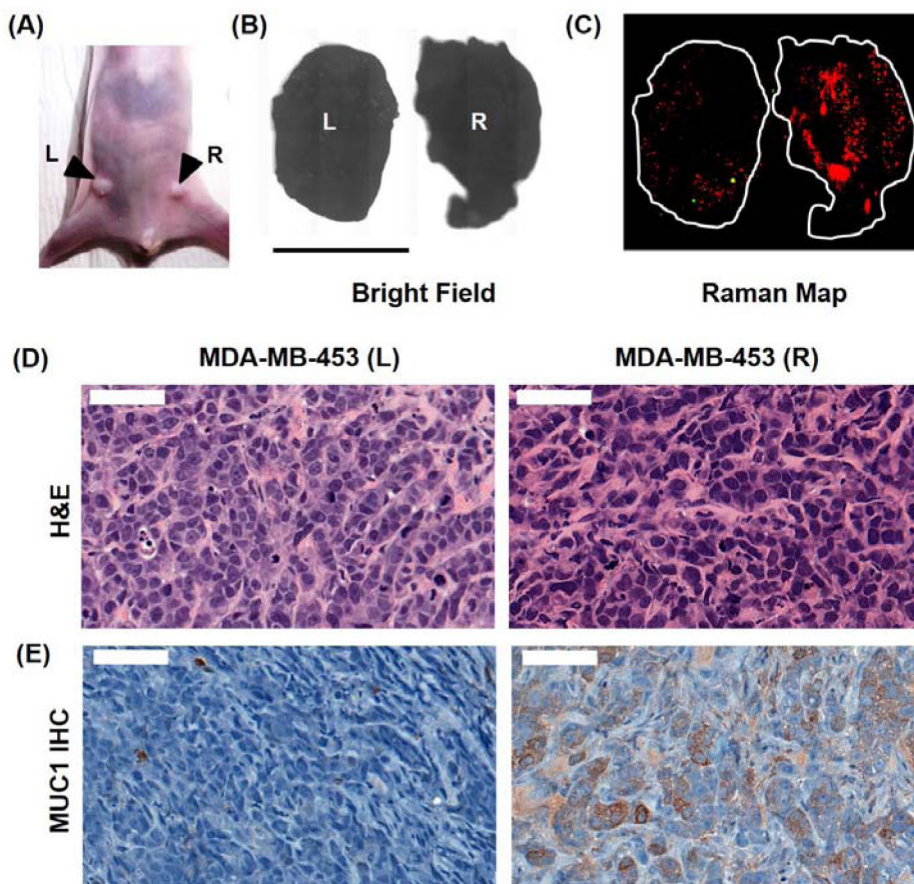 (A)
(B)
(C)
L
R
L
R
Bright Field
Raman Map
(D)
MDA-MB-453 (L)
MDA-MB-453 (R)
H&E
(E)
MUC1 IHC